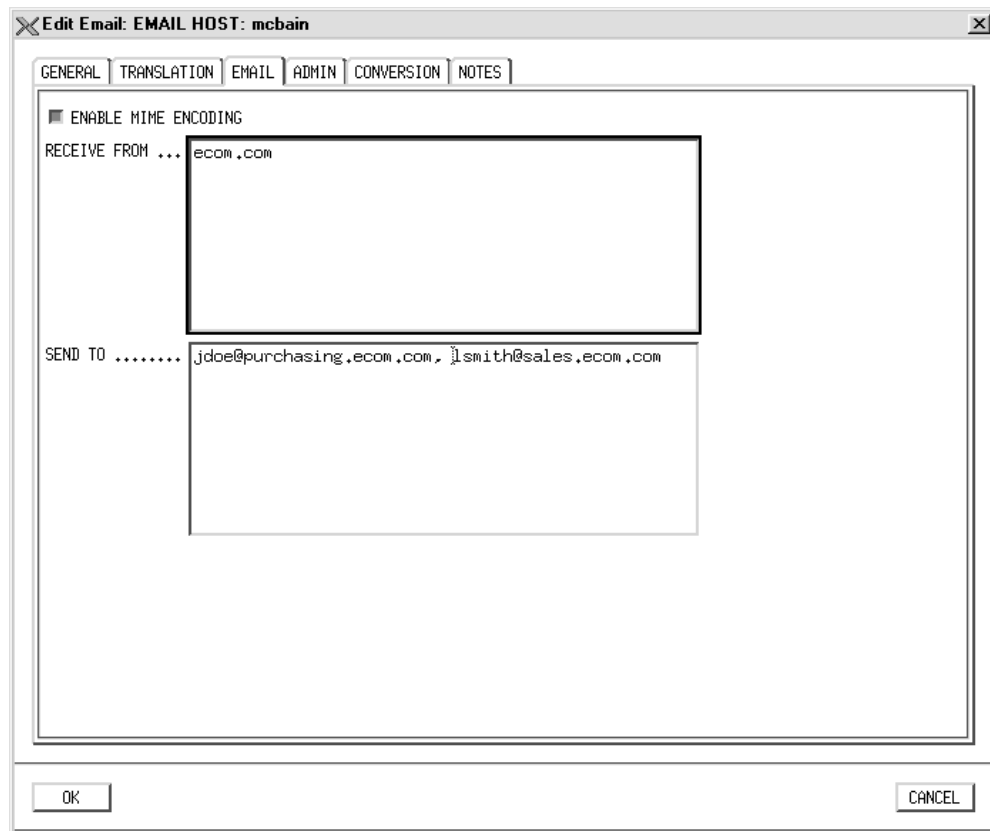 Edit Email: EMAIL HOST: mcbain
GENERAL TRANSLATION EMAIL ADMIN CONVERSION NOTES
ENABLE MIME ENCODING
RECEIVE FROM ... ecom.com
SEND TO ........ jdoe@purchasing.ecom.com, lsmith@sales.ecom.com
OK CANCEL